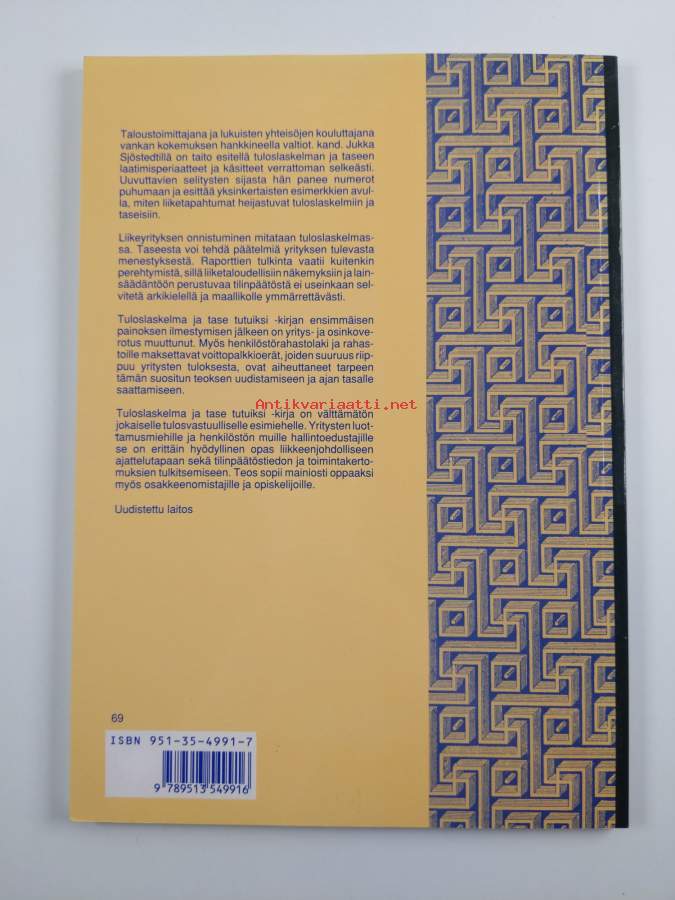 Taloustoimittajana ja lukuisten yhteisöjen kouluttajana
vankan kokemuksen hankkineella valtiot. kand. Jukka
Sjöstedtillä on taito esitellä tuloslaskelman ja taseen
laatimisperiaatteet ja käsitteet verrattoman selkeästi.
Uuvuttavien selitysten sijasta hän panee numerot
puhumaan ja esittää yksinkertaisten esimerkkien avul-
la, miten liiketapahtumat heijastuvat tuloslaskelmiin ja
taseisiin.
Liikeyrityksen onnistuminen mitataan tuloslaskelmas-
sa. Taseesta voi tehdä päätelmiä yrityksen tulevasta
menestyksestä. Raporttien tulkinta vaatii kuitenkin
perehtymistä, sillä liiketaloudellisiin näkemyksiin ja lain-
säädäntöön perustuvaa tilinpäätöstä ei useinkaan sel-
vitetä arkikielellä ja maallikolle ymmärrettävästi.
Tuloslaskelma ja tase tutuiksi -kirjan ensimmäisen
painoksen ilmestymisen jälkeen on yritys- ja osinkove-
rotus muuttunut. Myös henkilöstörahastolaki ja rahas-
toille maksettavat voittopalkkioerät, joiden suuruus riip-
puu yritysten tuloksesta, ovat aiheuttaneet tarpeen
tämän suositun teoksen uudistamiseen ja ajan tasalle
saattamiseen.
Antikvariaatti.net
Tuloslaskelma ja tase tutuiksi -kirja on välttämätön
jokaiselle tulosvastuulliselle esimiehelle. Yritysten luot-
tamusmiehille ja henkilöstön muille hallintoedustajille
se on erittäin hyödyllinen opas liikkeenjohdolliseen
ajattelutapaan sekä tilinpäätöstiedon ja toimintakerto-
muksien tulkitsemiseen. Teos sopii mainiosti oppaaksi
myös osakkeenomistajille ja opiskelijoille.
Uudistettu laitos
69
ISBN 951-35-4991-7
9 789513 549916